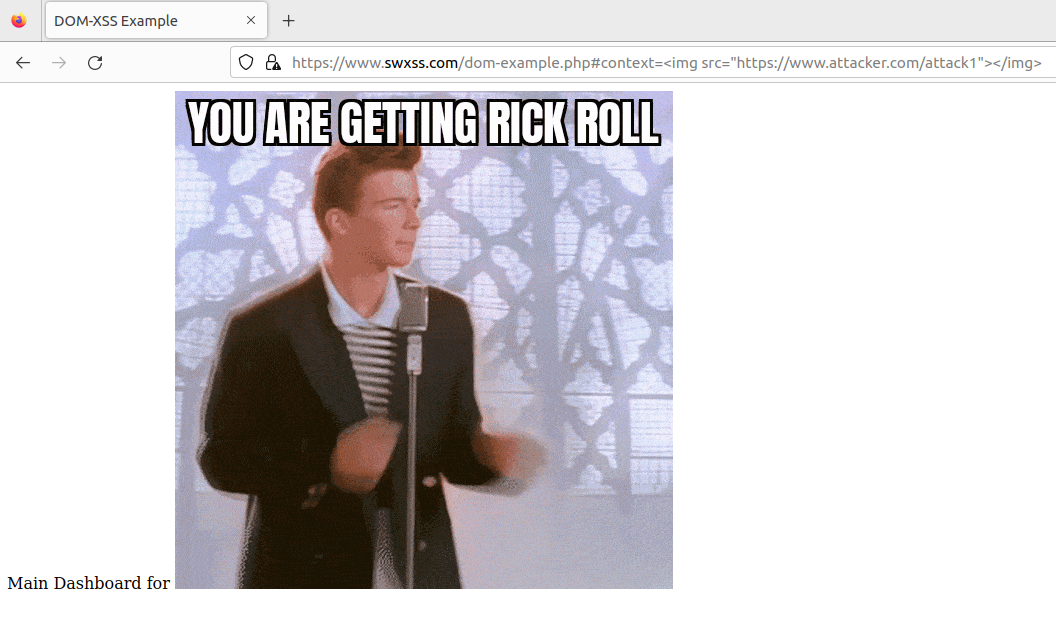 DOM-XSS Example
https://www.swxss.com/dom-example.php#context=<img src="https://www.attacker.com/attack1"></img>
YOU ARE GETTING RICK ROLL
Main Dashboard for